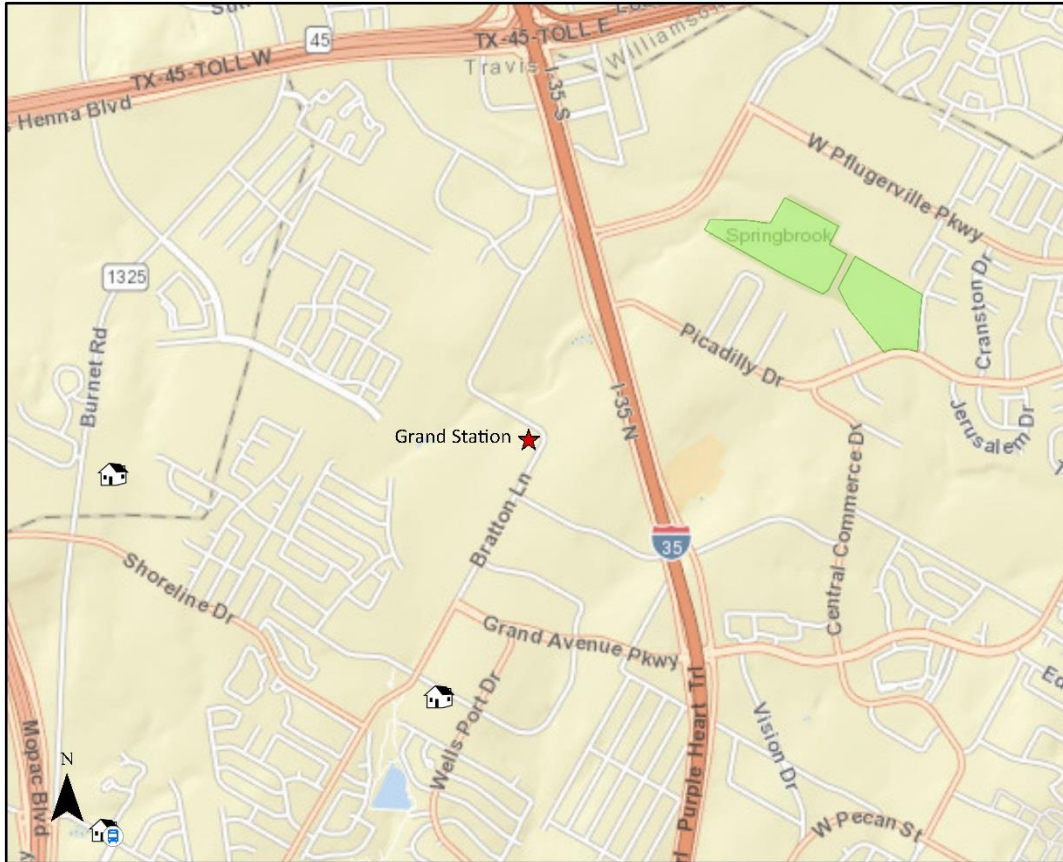 TX-45-TOLL E
45
TX-45-TOLL W
Travis
Williamson
I-35 S
Henna Blvd
W Pflugerville Pkwy
Springbrook
1325
Cranston Dr
Picadilly Dr
Burnet Rd
I-35 N
Jerusalem Dr
Grand Station
Bratton Ln
Central Commerce Dr
35
Shoreline Dr
Grand Avenue Pkwy
Wells Port Dr
Purple Heart Trl
Vision Dr
Mopac Blvd
N
W Pecan St